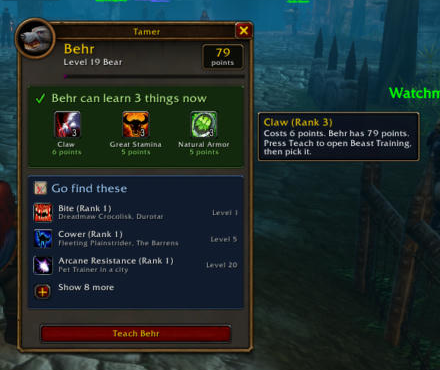 Tamer
Behr
Level 19 Bear
79
points
Behr can learn 3 things now
3
3
3
Claw
6 points
Great Stamina
5 points
Natural Armor
5 points
Go find these
Bite (Rank 1)
Dreadmaw Crocolisk, Durotar
Level 1
Cower (Rank 1)
Fleeting Plainstrider, The Barrens
Level 5
Arcane Resistance (Rank 1)
Pet Trainer in a city
Level 20
Show 8 more
Teach Behr
Watchm
Claw (Rank 3)
Costs 6 points. Behr has 79 points.
Press Teach to open Beast Training,
then pick it.